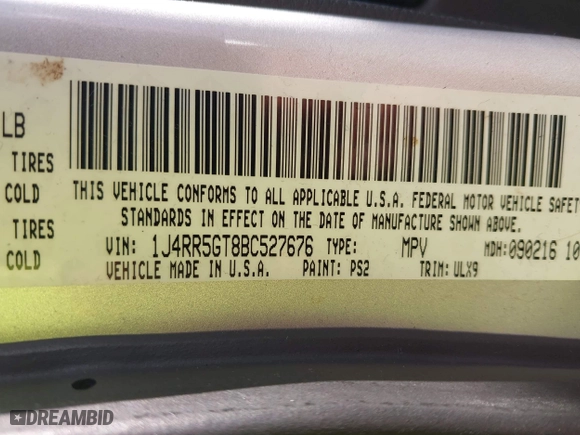 LB
TIRES
COLD
TIRES
COLD
THIS VEHICLE CONFORMS TO ALL APPLICABLE U.S.A. FEDERAL MOTOR VEHICLE SAFET
STANDARDS IN EFFECT ON THE DATE OF MANUFACTURE SHOWN ABOVE.
VIN: 1J4RR5GT8BC527676 TYPE: MPV MDH:090216 10
VEHICLE MADE IN U.S.A. PAINT: PS2 TRIM: ULX9
DREAMBID